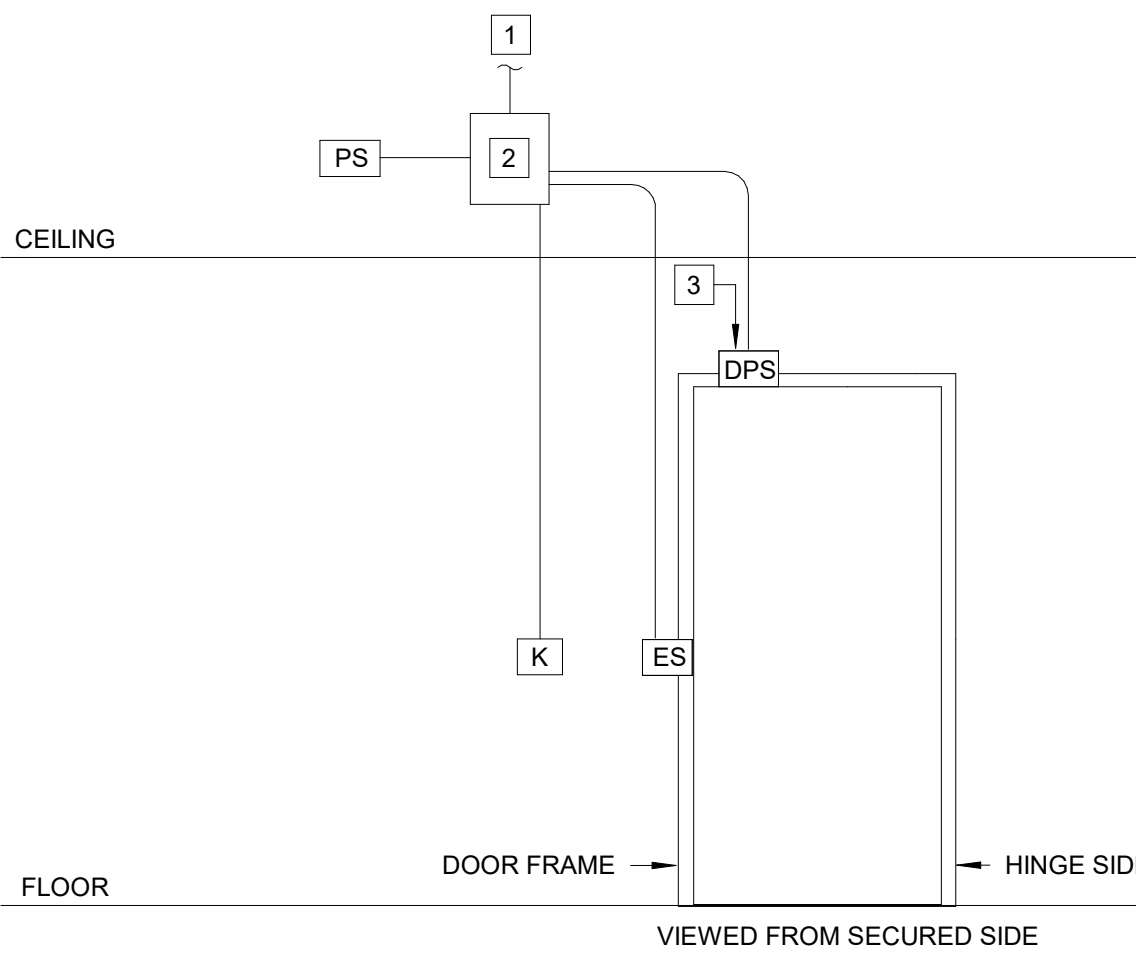 1
PS
2
CEILING
3
DPS
K
ES
DOOR FRAME
HINGE SID
FLOOR
VIEWED FROM SECURED SIDE